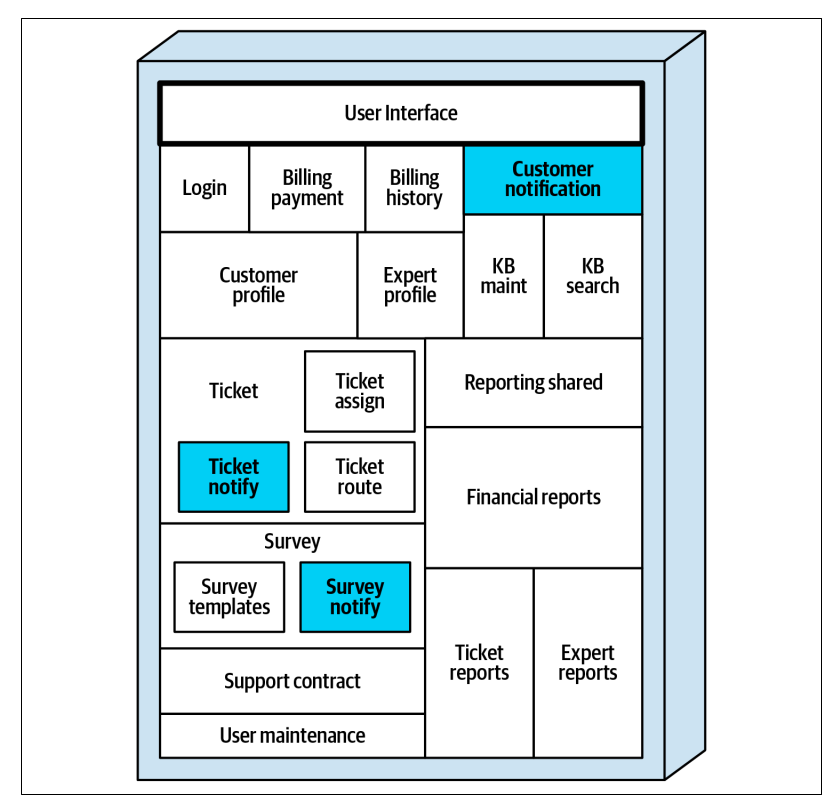 User Interface
Login
Billing
payment
Billing
history
Customer
notification
Customer
profile
Expert
profile
KB
maint
KB
search
Ticket
Ticket
assign
Ticket
notify
Ticket
route
Reporting shared
Financial reports
Survey
Survey
templates
Survey
notify
Ticket
reports
Expert
reports
Support contract
User maintenance